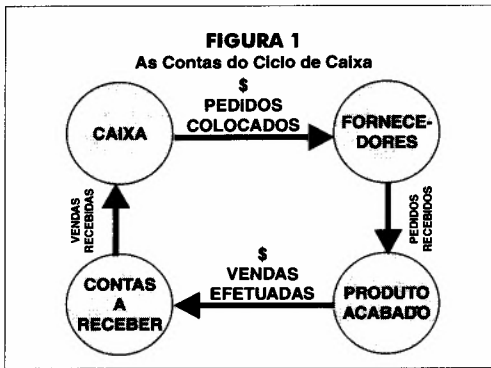 FIGURA 1
As Contas do Ciclo de Caixa
CAIXA
$
PEDIDOS
COLOCADOS
FORNECE-
DORES
PEDIDOS
RECEBIDOS
PRODUTO
ACABADO
$
VENDAS
EFETUADAS
CONTAS
A
RECEBER
VENDAS
RECEBIDAS